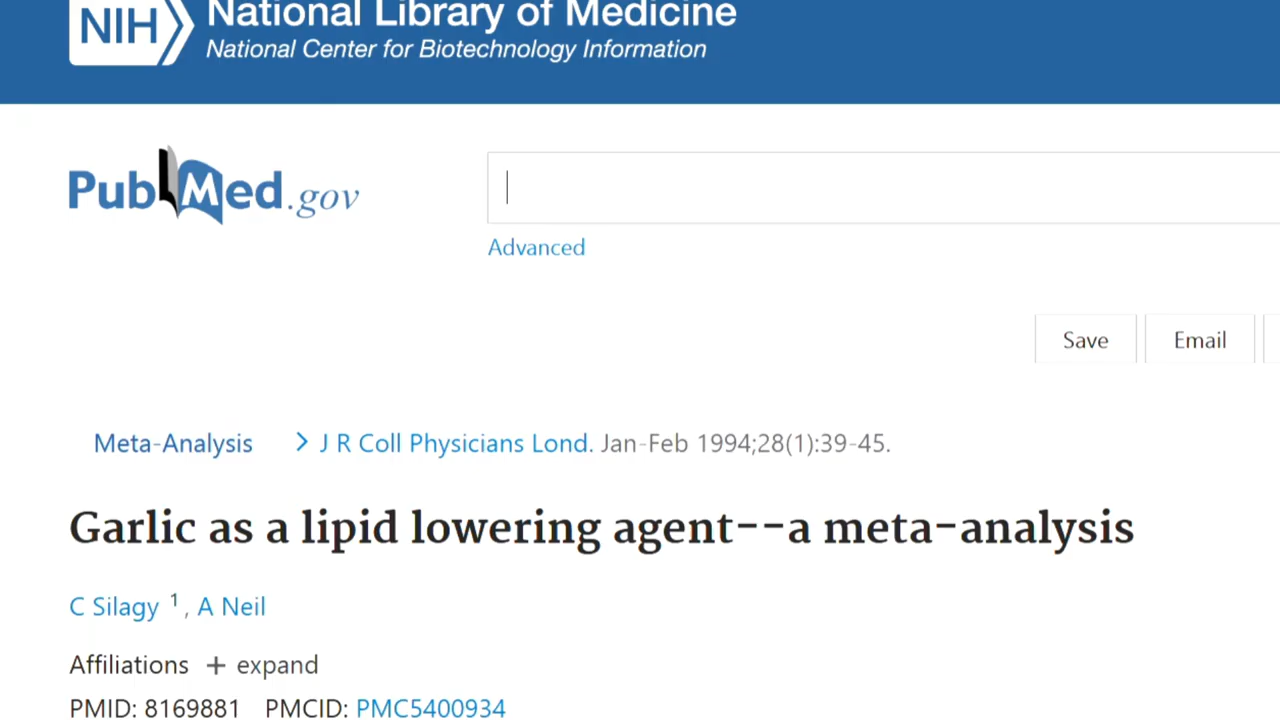 NIH National Library of Medicine
National Center for Biotechnology Information
PubMed.gov
Advanced
Save Email
Meta-Analysis > J R Coll Physicians Lond. Jan-Feb 1994;28(1):39-45.
Garlic as a lipid lowering agent--a meta-analysis
C Silagy 1, A Neil
Affiliations + expand
PMID: 8169881 PMCID: PMC5400934